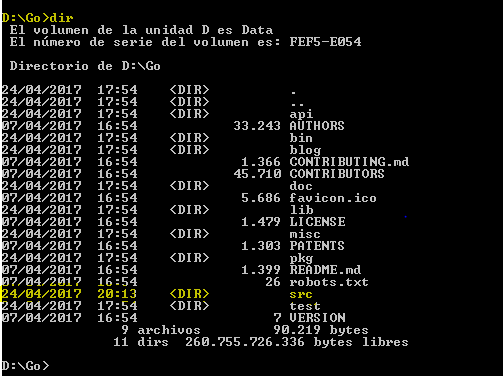 D:\Go>dir
El volumen de la unidad D es Data
El número de serie del volumen es: FEF5-E054
Directorio de D:\Go
24/04/2017 17:54 <DIR> .
24/04/2017 17:54 <DIR> ..
24/04/2017 17:54 <DIR> api
07/04/2017 16:54 33.243 AUTHORS
24/04/2017 17:54 <DIR> bin
24/04/2017 17:54 <DIR> blog
07/04/2017 16:54 1.366 CONTRIBUTING.md
07/04/2017 16:54 45.710 CONTRIBUTORS
24/04/2017 17:54 <DIR> doc
07/04/2017 16:54 5.686 favicon.ico
24/04/2017 17:54 <DIR> lib
07/04/2017 16:54 1.479 LICENSE
24/04/2017 17:54 <DIR> misc
07/04/2017 16:54 1.303 PATENTS
24/04/2017 17:54 <DIR> pkg
07/04/2017 16:54 1.399 README.md
07/04/2017 16:54 26 robots.txt
24/04/2017 20:13 <DIR> src
24/04/2017 17:54 <DIR> test
07/04/2017 16:54 7 VERSION
9 archivos 90.219 bytes
11 dirs 260.755.726.336 bytes libres
D:\Go>